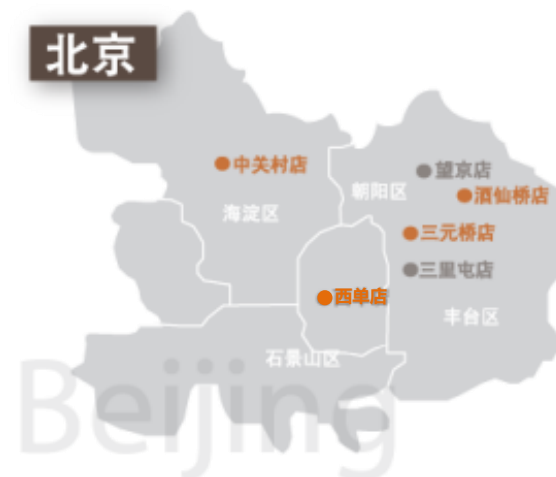 北京
中关村店
望京店
朝阳区
酒仙桥店
海淀区
三元桥店
三里屯店
西单店
丰台区
石景山区
Beijing